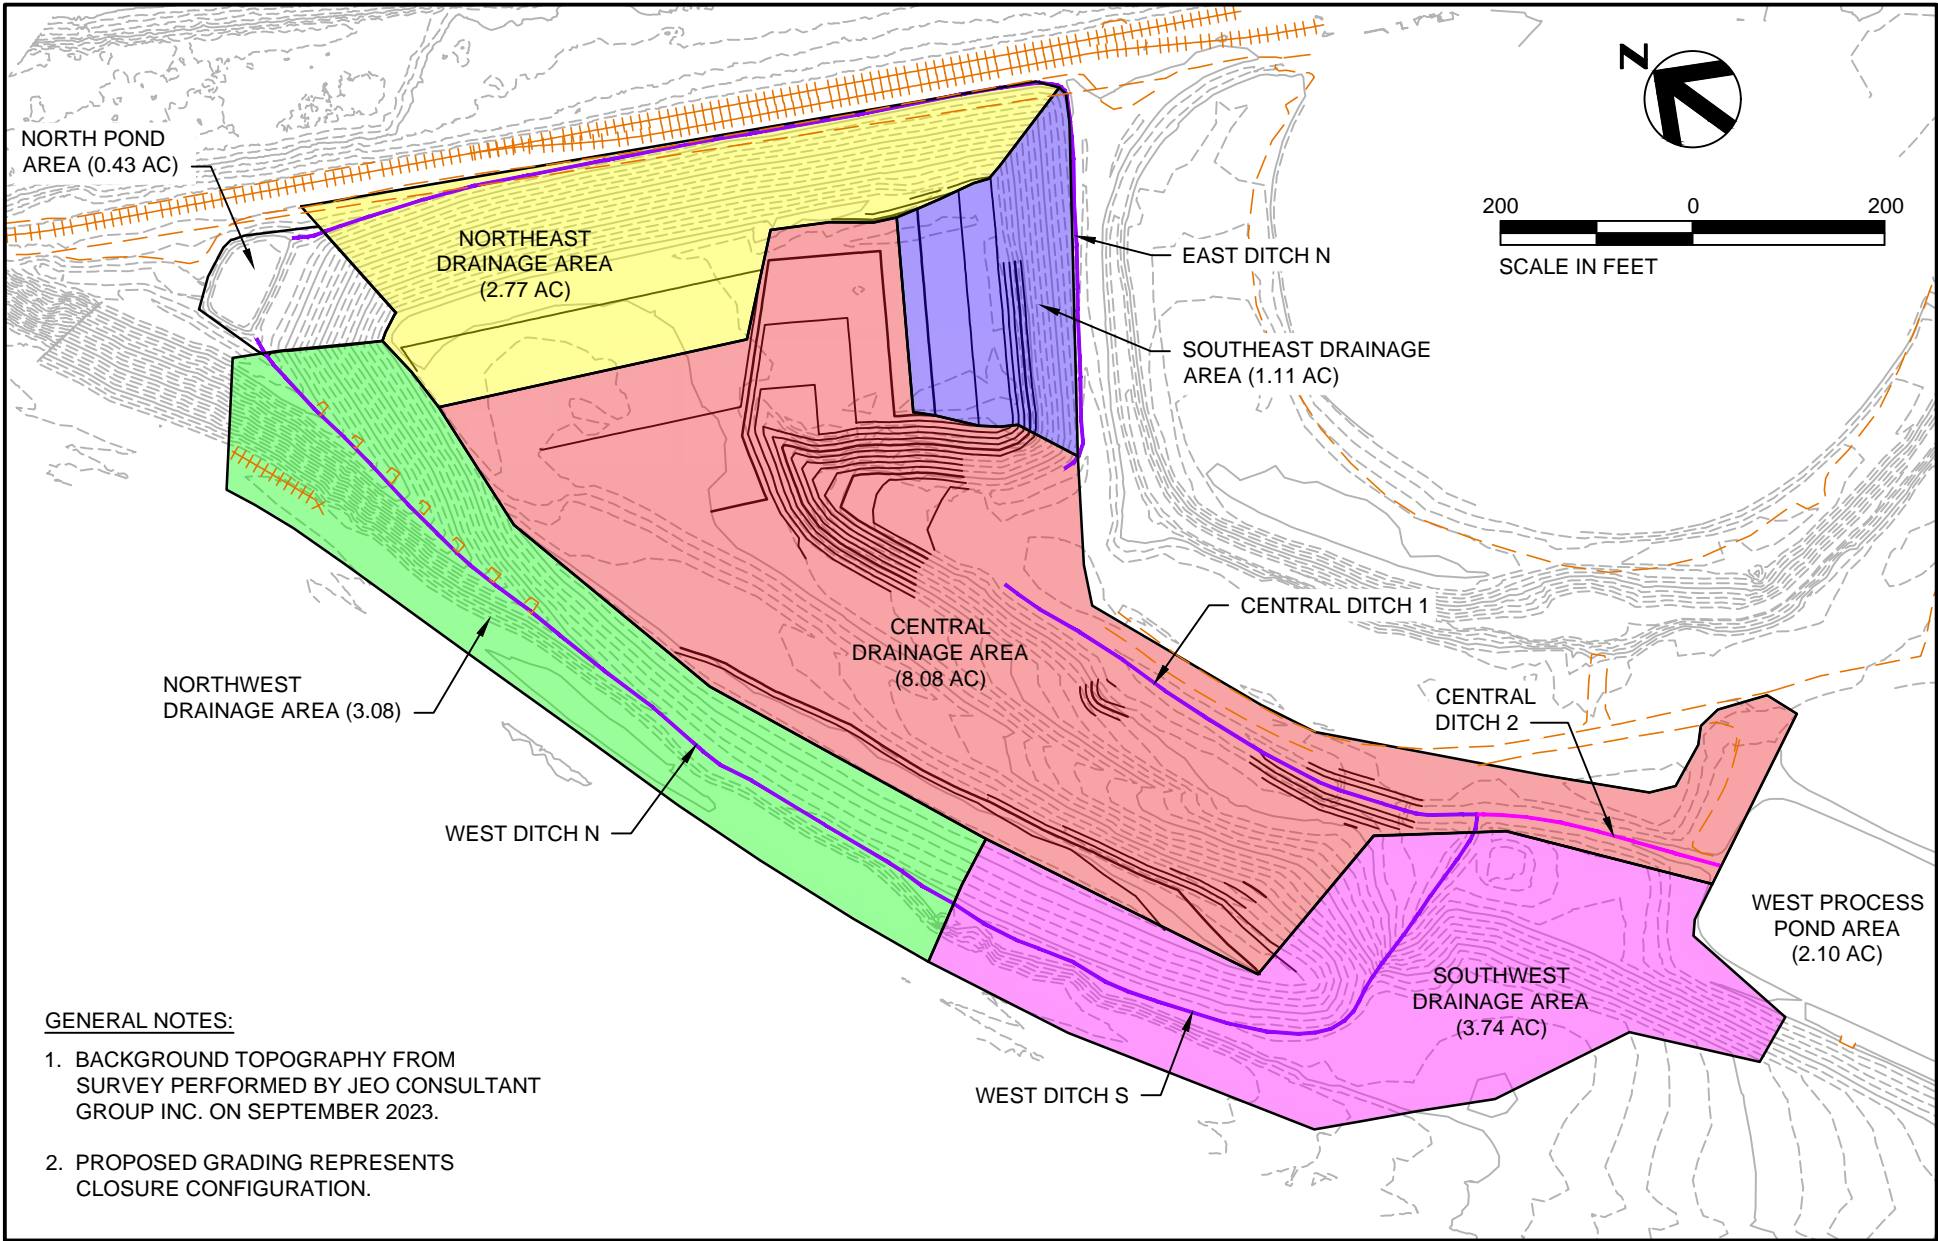 N
NORTH POND
AREA (0.43 AC)
200 0 200
SCALE IN FEET
NORTHEAST
DRAINAGE AREA
(2.77 AC)
EAST DITCH N
SOUTHEAST DRAINAGE
AREA (1.11 AC)
CENTRAL DITCH 1
CENTRAL
DRAINAGE AREA
(8.08 AC)
NORTHWEST
DRAINAGE AREA (3.08)
CENTRAL
DITCH 2
WEST DITCH N
WEST PROCESS
POND AREA
(2.10 AC)
SOUTHWEST
DRAINAGE AREA
(3.74 AC)
WEST DITCH S
GENERAL NOTES:
1. BACKGROUND TOPOGRAPHY FROM
SURVEY PERFORMED BY JEO CONSULTANT
GROUP INC. ON SEPTEMBER 2023.
2. PROPOSED GRADING REPRESENTS
CLOSURE CONFIGURATION.